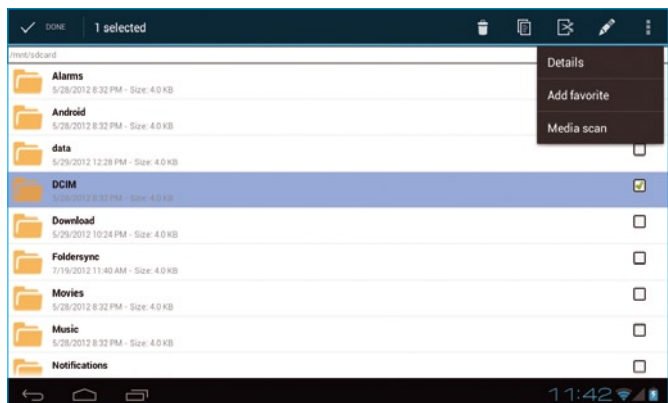 DONE
1 selected
/mnt/sdcard
Details
Add favorite
Media scan
Alarms
5/28/2012 8:32 PM - Size: 4.0 KB
Android
5/28/2012 8:32 PM - Size: 4.0 KB
data
5/29/2012 12:28 PM - Size: 4.0 KB
DCIM
5/28/2012 8:32 PM - Size: 4.0 KB
Download
5/29/2012 10:24 PM - Size: 4.0 KB
Foldersync
7/19/2012 11:40 AM - Size: 4.0 KB
Movies
5/28/2012 8:32 PM - Size: 4.0 KB
Music
5/28/2012 8:32 PM - Size: 4.0 KB
Notifications
11:42